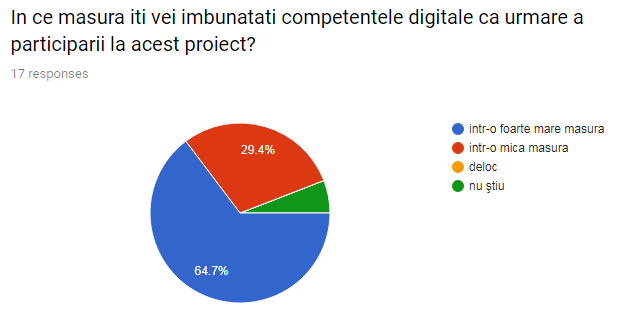 In ce masura iti vei imbunatati competentele digitale ca urmare a
participarii la acest proiect?
17 responses
intr-o foarte mare masura
intr-o mica masura
deloc
nu ştiu
29.4%
64.7%